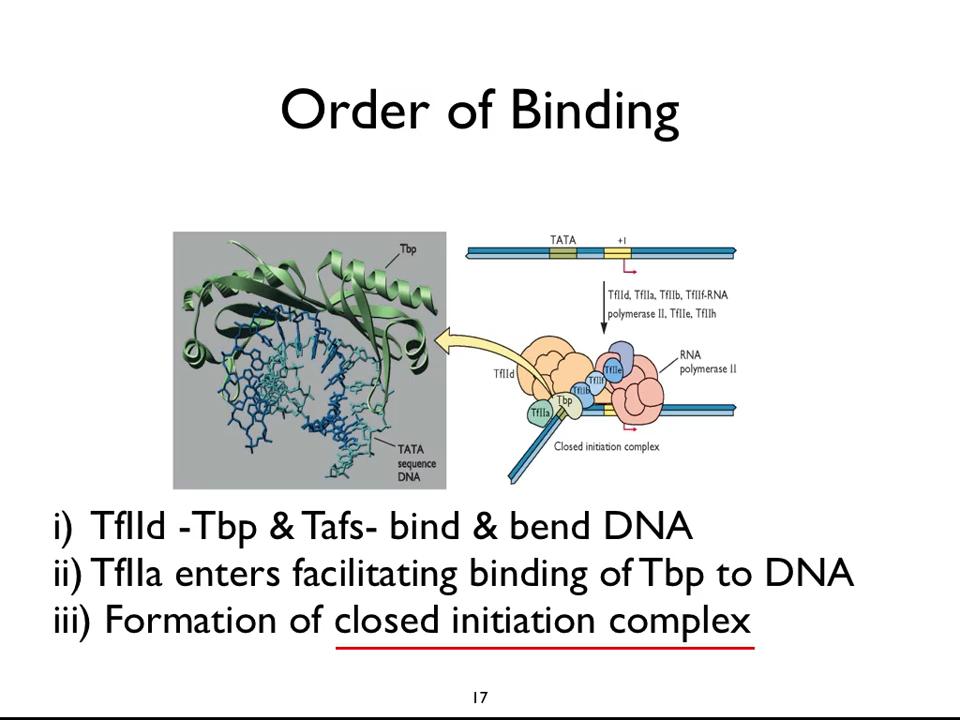 Order of Binding
Tbp
TATA
sequence
DNA
TATA
+1
TfIId, TfIIa, TfIIb, TfIIf-RNA
polymerase II, TfIIe, TfIIh
TfIId
TfIIa
Tbp
TfIIb
TfIIf
TfIIe
RNA
polymerase II
Closed initiation complex
i) TfIId -Tbp & Tafs- bind & bend DNA
ii) TfIIa enters facilitating binding of Tbp to DNA
iii) Formation of closed initiation complex
17